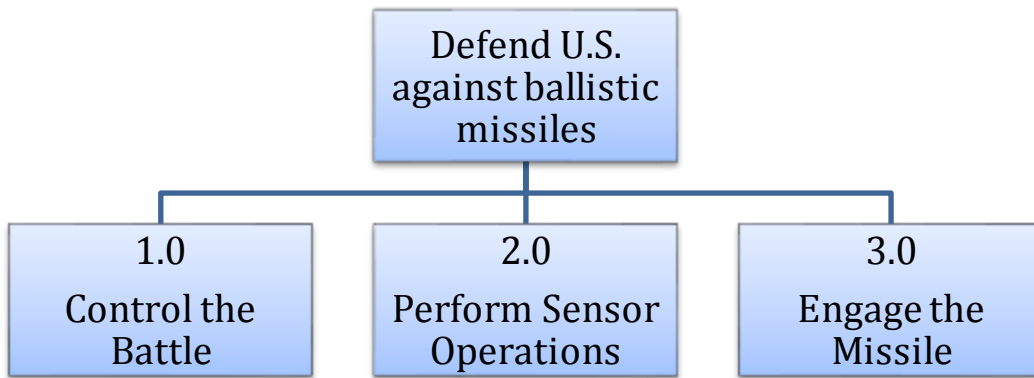 Defend U.S.
against ballistic
missiles
1.0
Control the
Battle
2.0
Perform Sensor
Operations
3.0
Engage the
Missile